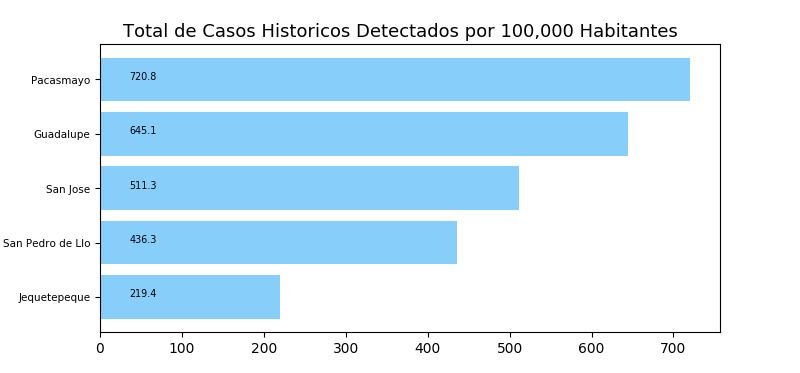 Total de Casos Historicos Detectados por 100,000 Habitantes
Pacasmayo 720.8
Guadalupe 645.1
San Jose 511.3
San Pedro de Llo 436.3
Jequetepeque 219.4
0 100 200 300 400 500 600 700